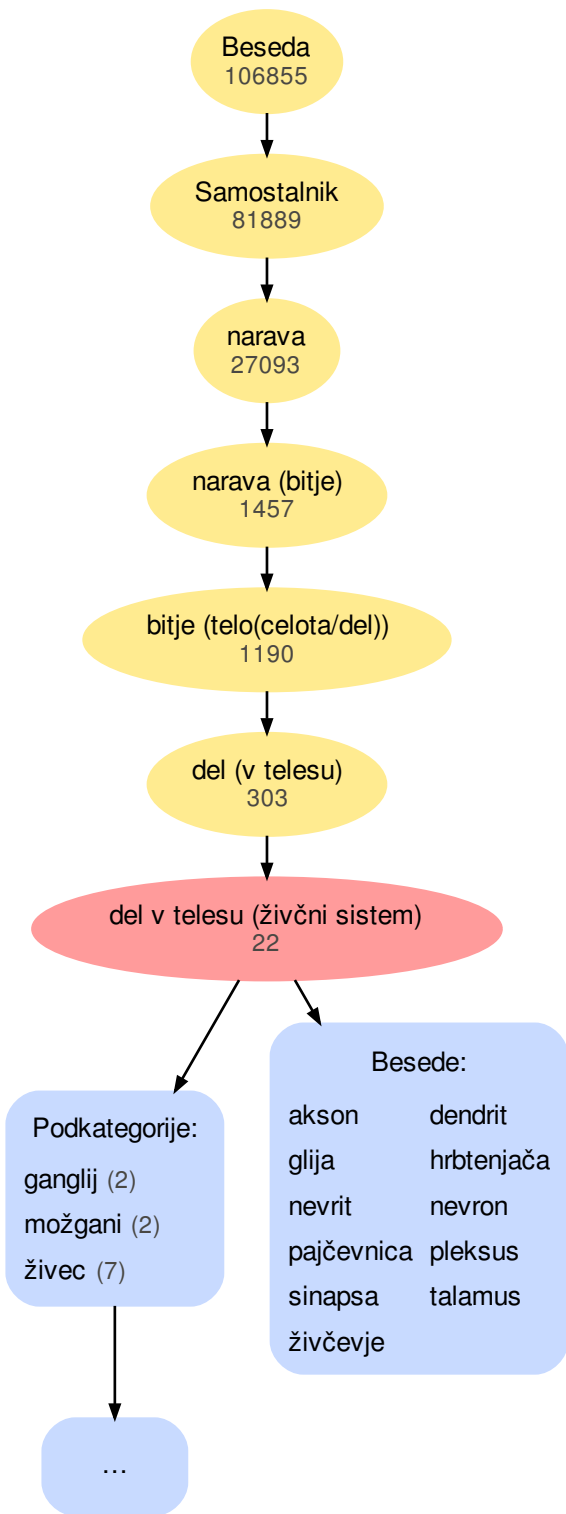 Beseda
106855
Samostalnik
81889
narava
27093
narava (bitje)
1457
bitje (telo(celota/del))
1190
del (v telesu)
303
del v telesu (živčni sistem)
22
Podkategorije:
ganglij (2)
možgani (2)
živec (7)
...
Besede:
akson dendrit
glija hrbtenjača
nevrit nevron
pajčevnica pleksus
sinapsa talamus
živčevje